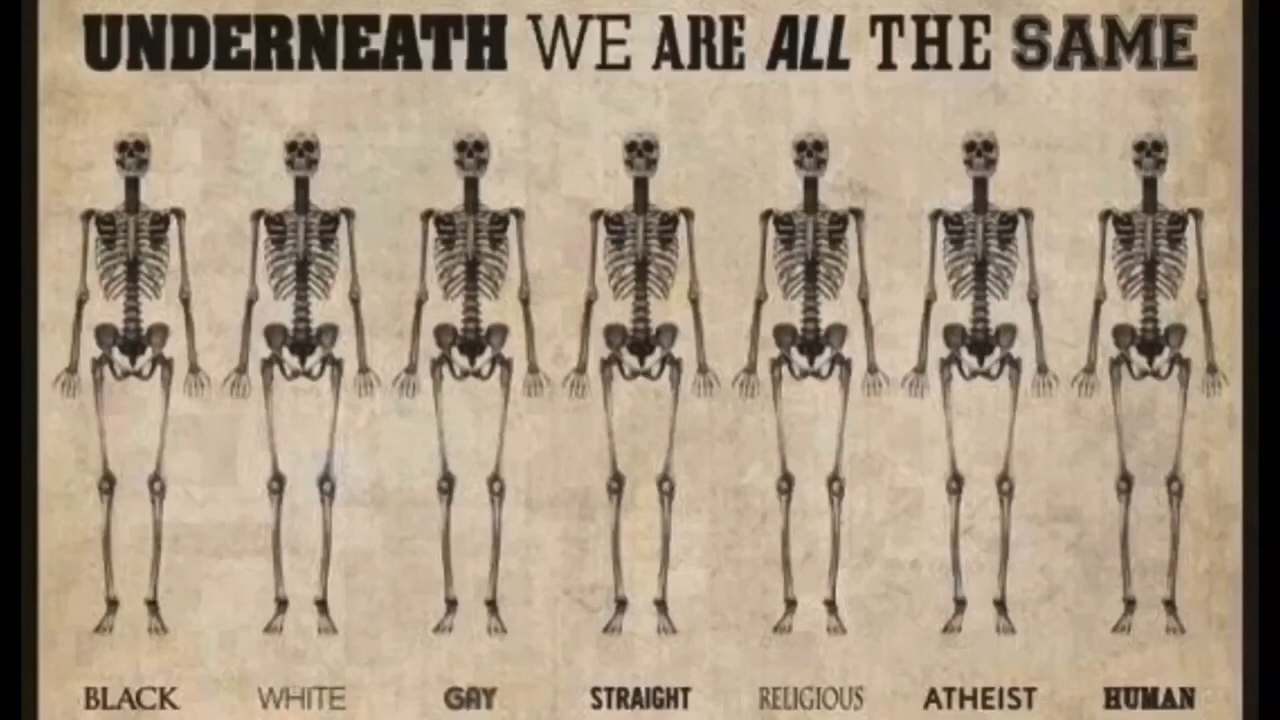 UNDERNEATH WE ARE ALL THE SAME
BLACK WHITE GAY STRAIGHT RELIGIOUS ATHEIST HUMAN